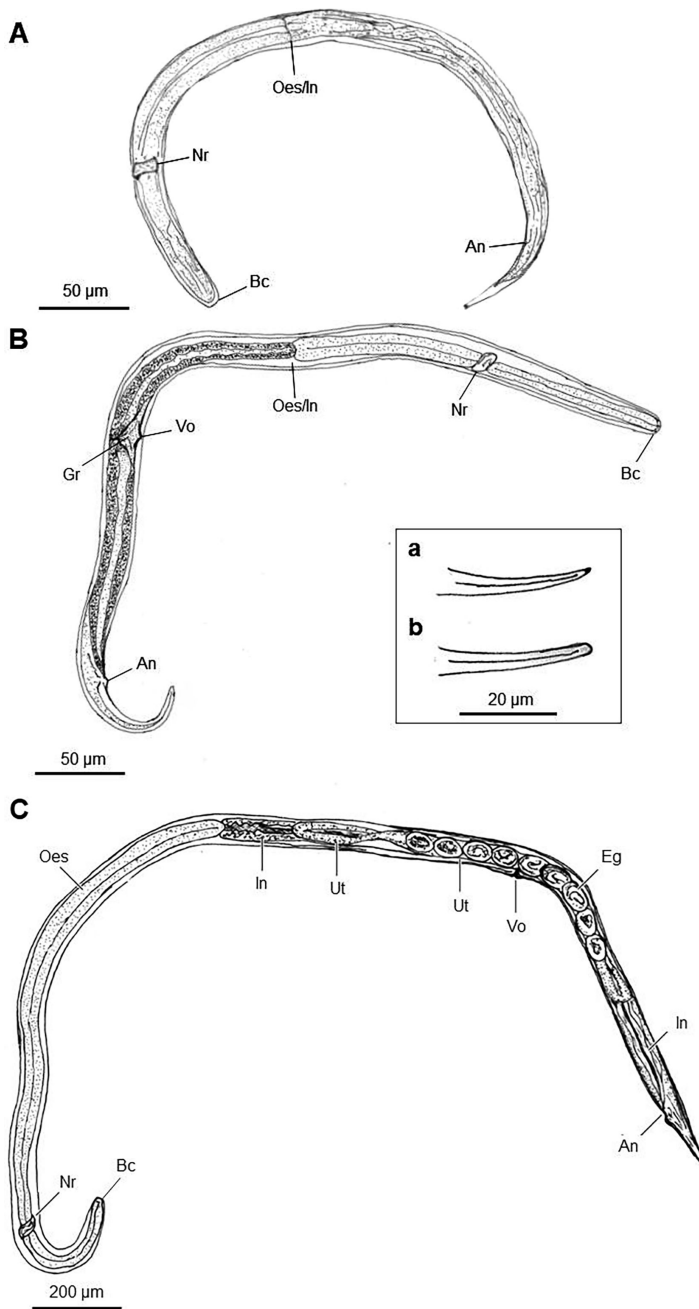 A
Oes/In
Nr
An
Bc
50 µm
B
Oes/In
Nr
Vo
Gr
Bc
a
b
20 µm
An
50 µm
C
Oes
In
Ut
Ut
Vo
Eg
In
An
Bc
Nr
200 µm